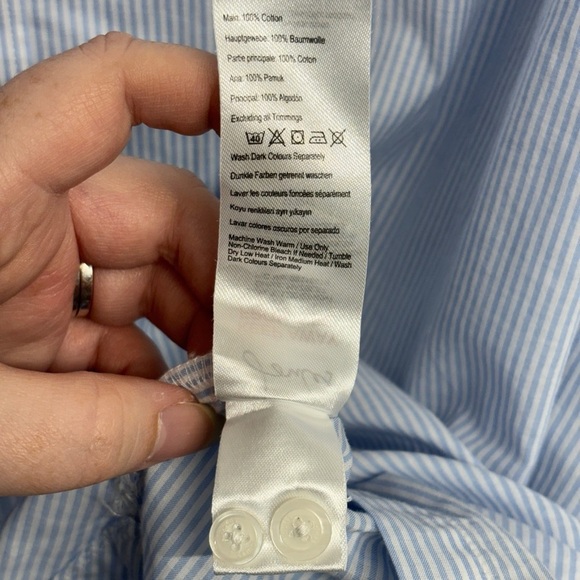 Main: 100% Cotton
Hauptgewebe: 100% Baumwolle
Partie principale: 100% Coton
Ana: 100% Pamuk
Principal: 100% Algodón
Excluding all Trimmings
40
Wash Dark Colours Separately
Dunkle Farben getrennt waschen
Laver les couleurs foncées séparément
Koyu renkleri ayrı yıkayın
Lavar colores oscuros por separado
Machine Wash Warm / Use Only
Non-Chlorine Bleach If Needed / Tumble
Dry Low Heat / Iron Medium Heat / Wash
Dark Colours Separately